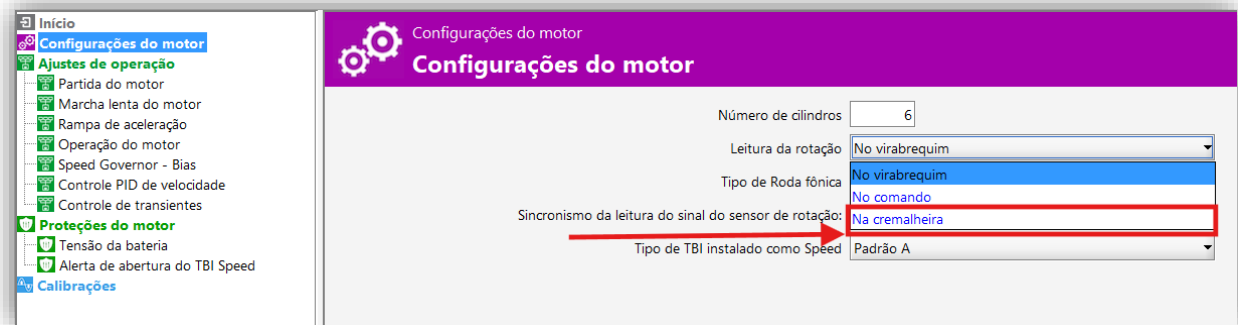 Início
Configurações do motor
Ajustes de operação
Partida do motor
Marcha lenta do motor
Rampa de aceleração
Operação do motor
Speed Governor - Bias
Controle PID de velocidade
Controle de transientes
Proteções do motor
Tensão da bateria
Alerta de abertura do TBI Speed
Calibrações
Configurações do motor
Configurações do motor
Número de cilindros 6
Leitura da rotação No virabrequim
No virabrequim
Tipo de Roda fônica
No comando
Sincronismo da leitura do sinal do sensor de rotação: Na cremalheira
Tipo de TBI instalado como Speed Padrão A